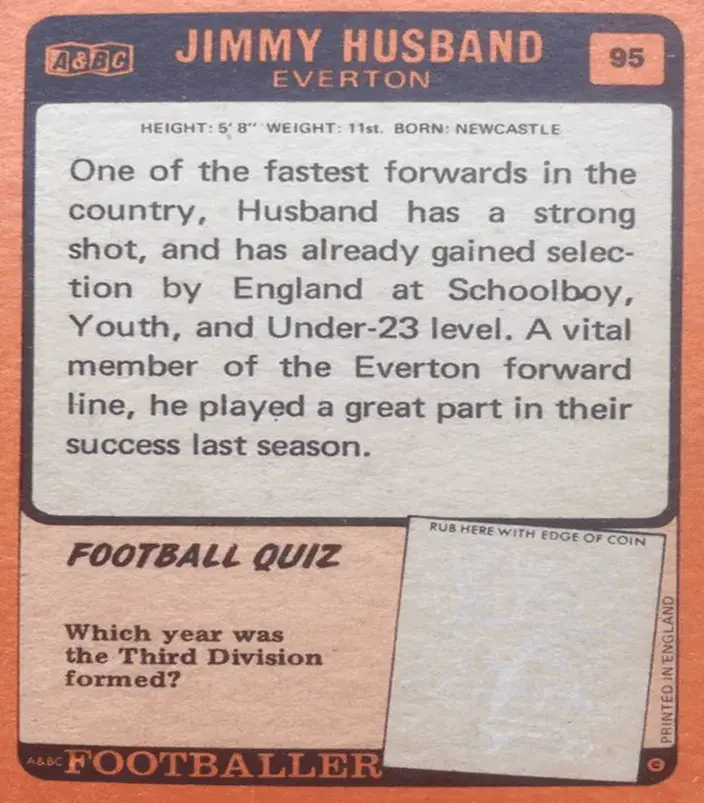 A&BC
JIMMY HUSBAND
EVERTON
95
HEIGHT: 5' 8" WEIGHT: 11st. BORN: NEWCASTLE
One of the fastest forwards in the
country, Husband has a strong
shot, and has already gained selec-
tion by England at Schoolboy,
Youth, and Under-23 level. A vital
member of the Everton forward
line, he played a great part in their
success last season.
FOOTBALL QUIZ
Which year was
the Third Division
formed?
RUB HERE WITH EDGE OF COIN
PRINTED IN ENGLAND
A&BC FOOTBALLER